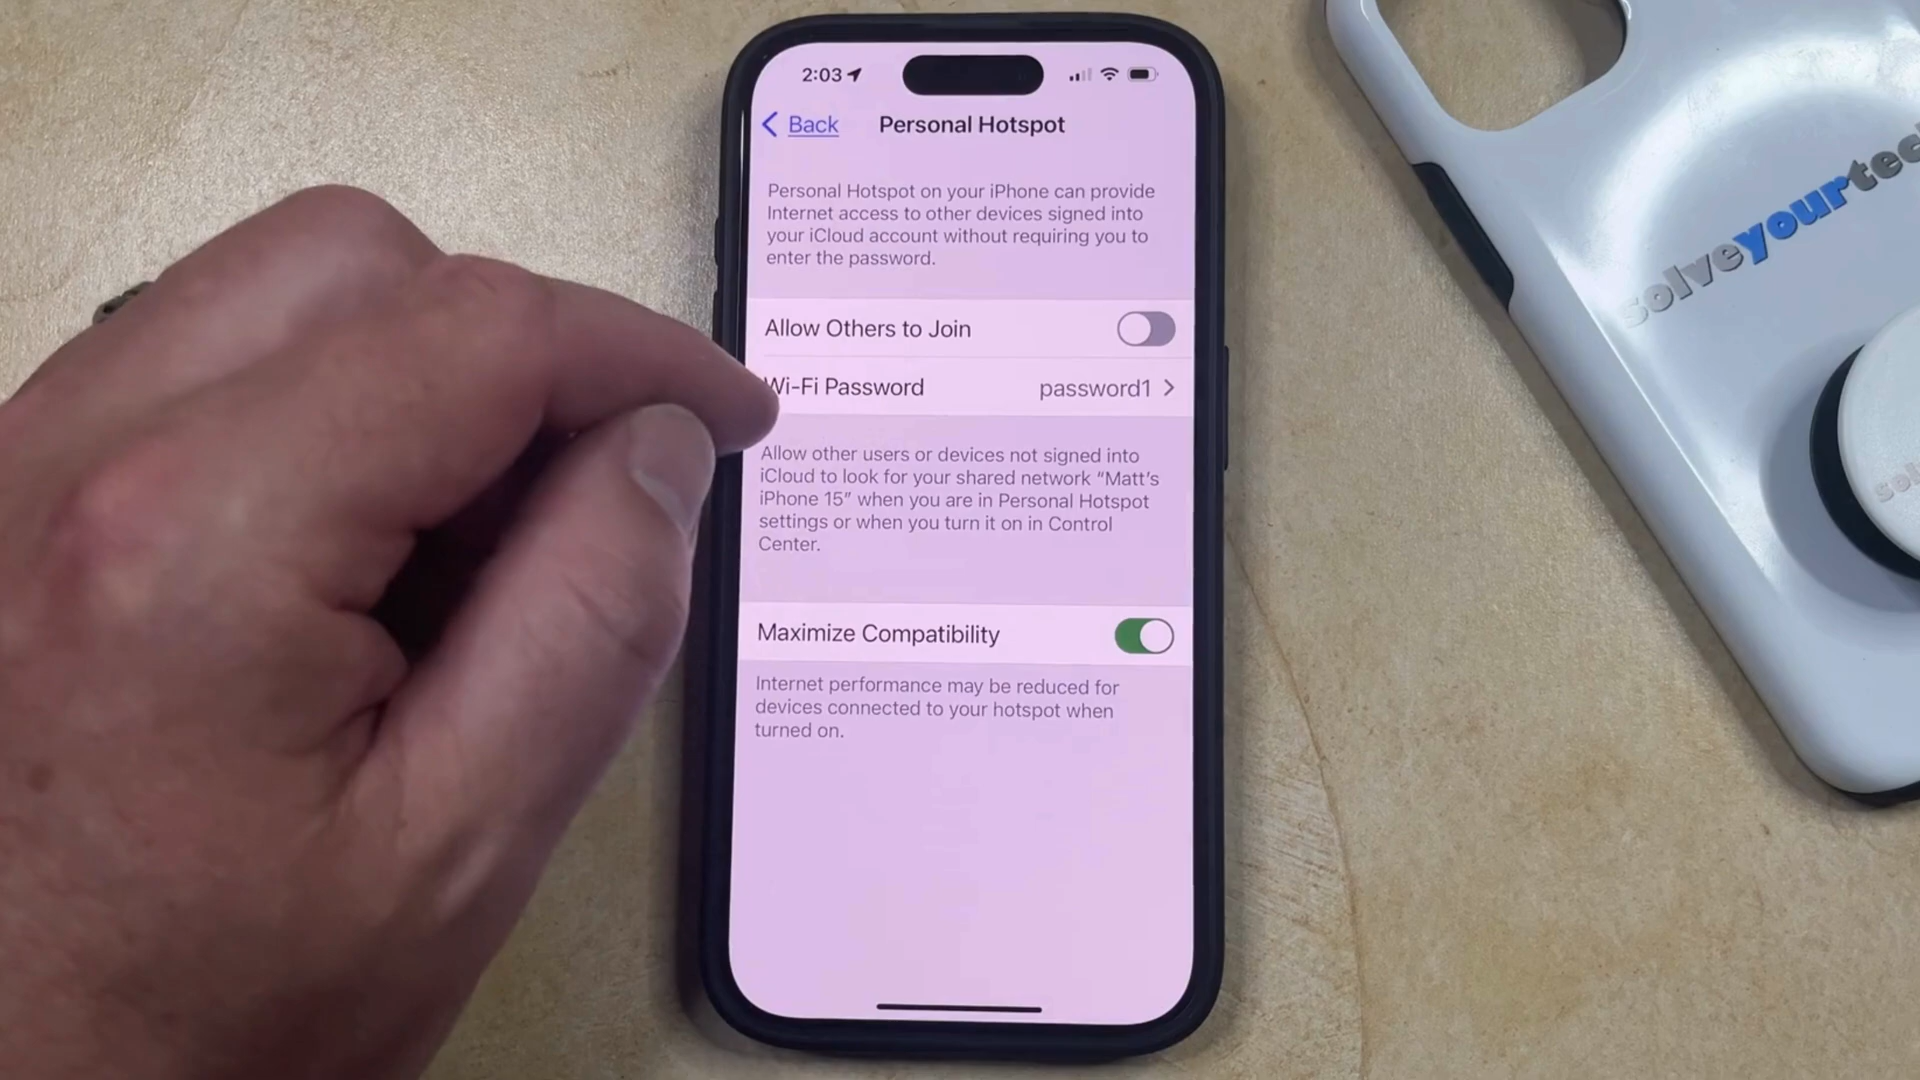 2:03
Back
Personal Hotspot
Personal Hotspot on your iPhone can provide
Internet access to other devices signed into
your iCloud account without requiring you to
enter the password.
Allow Others to Join
Wi-Fi Password password1
Allow other users or devices not signed into
iCloud to look for your shared network “Matt’s
iPhone 15” when you are in Personal Hotspot
settings or when you turn it on in Control
Center.
Maximize Compatibility
Internet performance may be reduced for
devices connected to your hotspot when
turned on.
solveyourtec